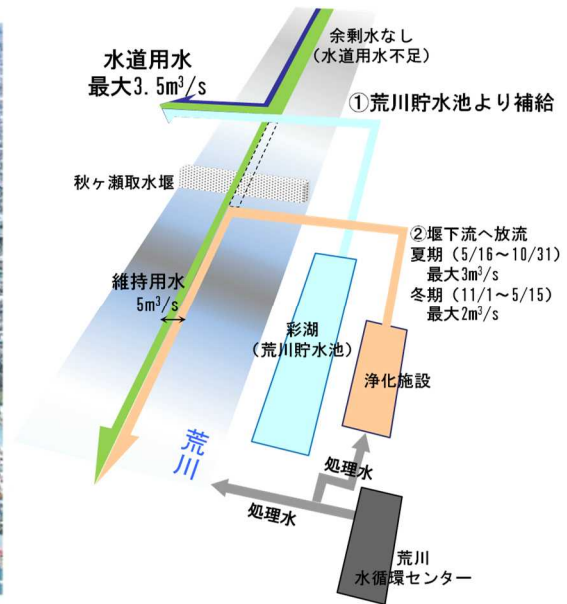 余剰水なし
（水道用水不足）
水道用水
最大3.5m³/s
①荒川貯水池より補給
秋ヶ瀬取水堰
②堰下流へ放流
夏期（5/16～10/31）
最大3m³/s
冬期（11/1～5/15）
最大2m³/s
維持用水
5m³/s
彩湖
（荒川貯水池）
浄化施設
荒川
処理水
処理水
荒川
水循環センター